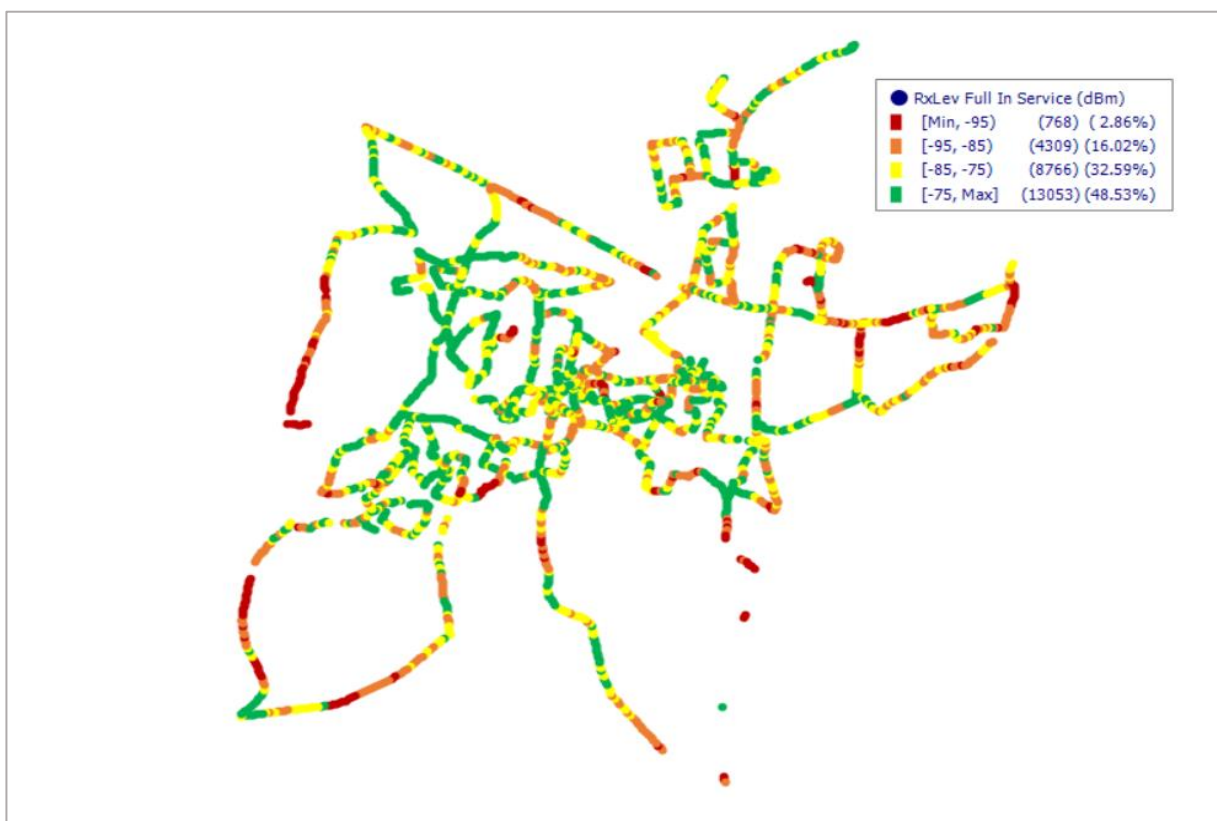 RxLev Full In Service (dBm)
[Min, -95) (768) ( 2.86%)
[-95, -85) (4309) (16.02%)
[-85, -75) (8766) (32.59%)
[-75, Max] (13053) (48.53%)